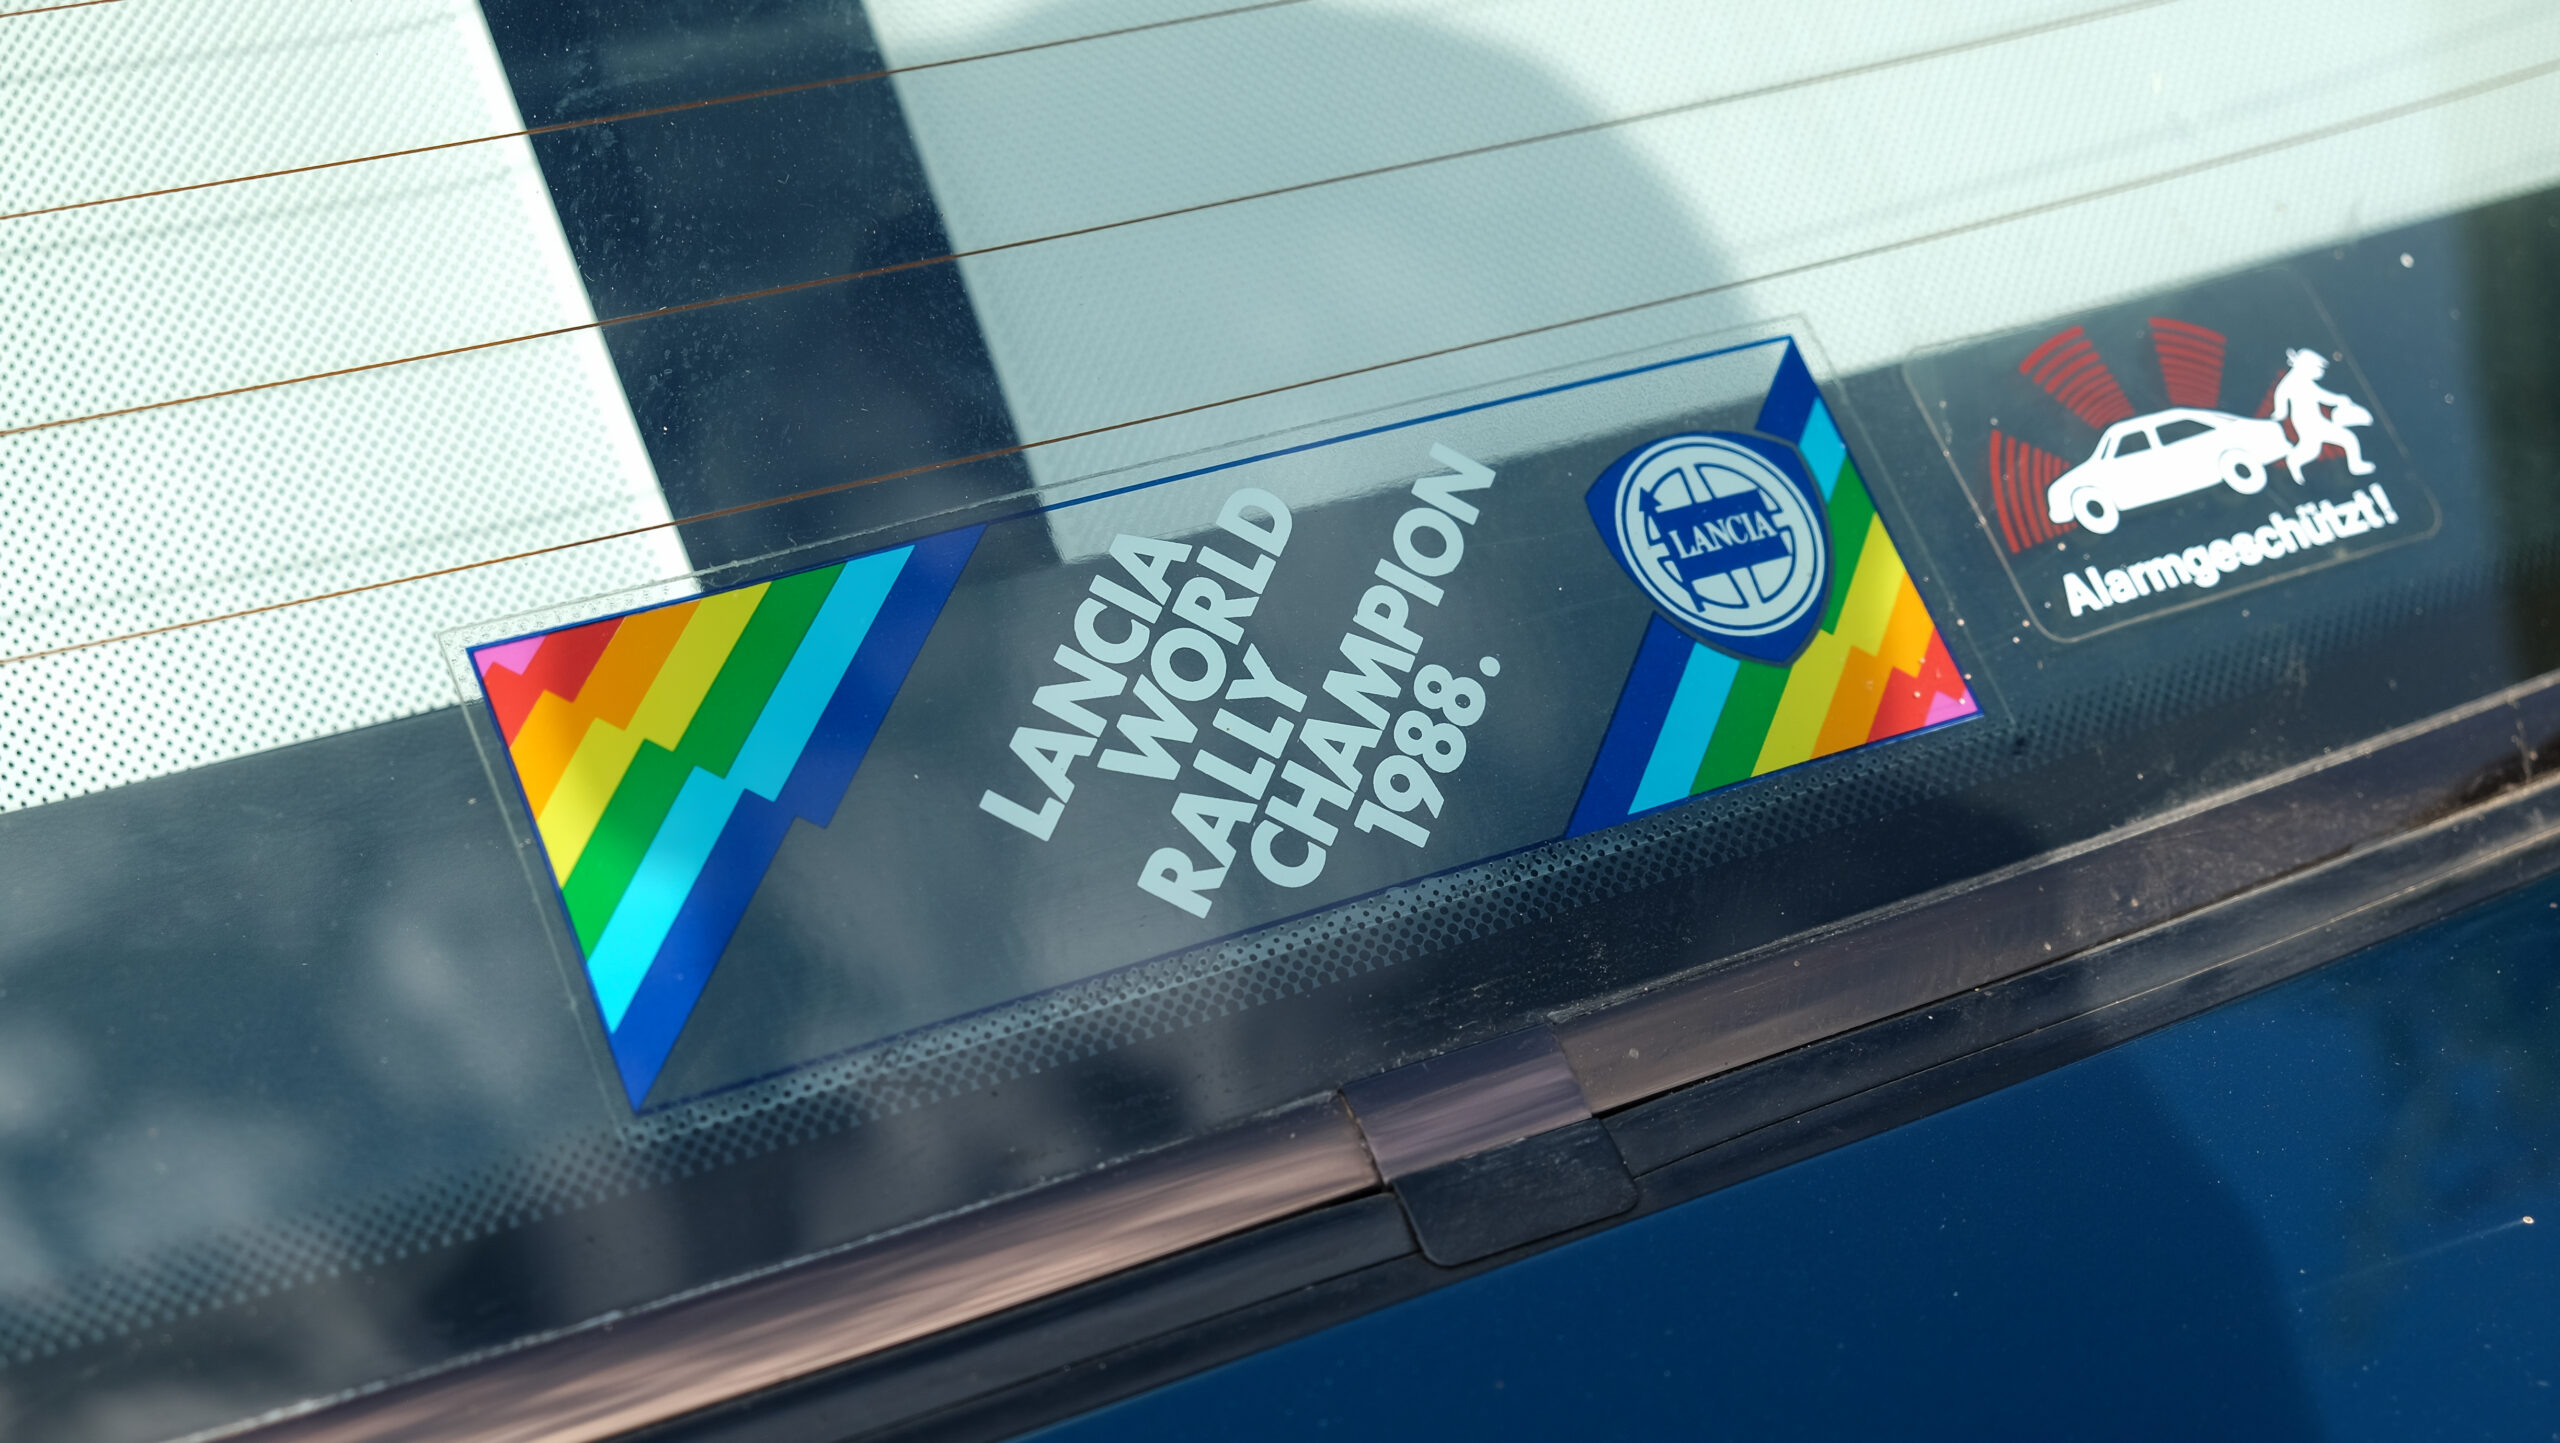 LANCIA
WORLD
RALLY
CHAMPION
1988.
LANCIA
Alarmgeschützt!